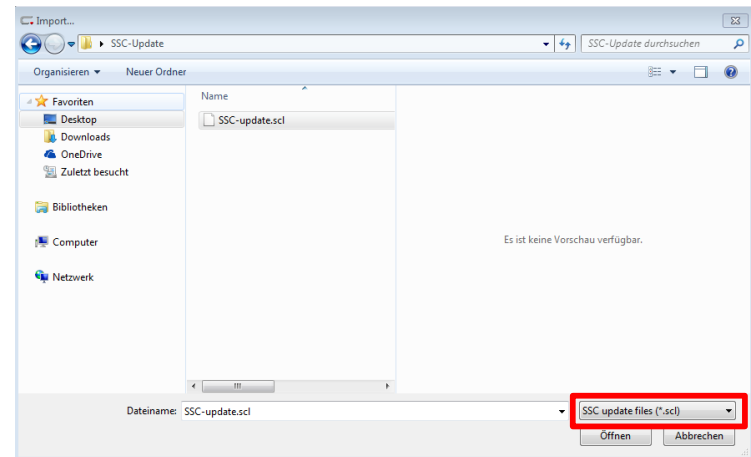 Import...
SSC-Update
SSC-Update durchsuchen
Organisieren
Neuer Ordner
Favoriten
Desktop
Downloads
OneDrive
Zuletzt besucht
Bibliotheken
Computer
Netzwerk
Name
SSC-update.scl
Es ist keine Vorschau verfügbar.
Dateiname: SSC-update.scl
SSC update files (*.scl)
Öffnen
Abbrechen